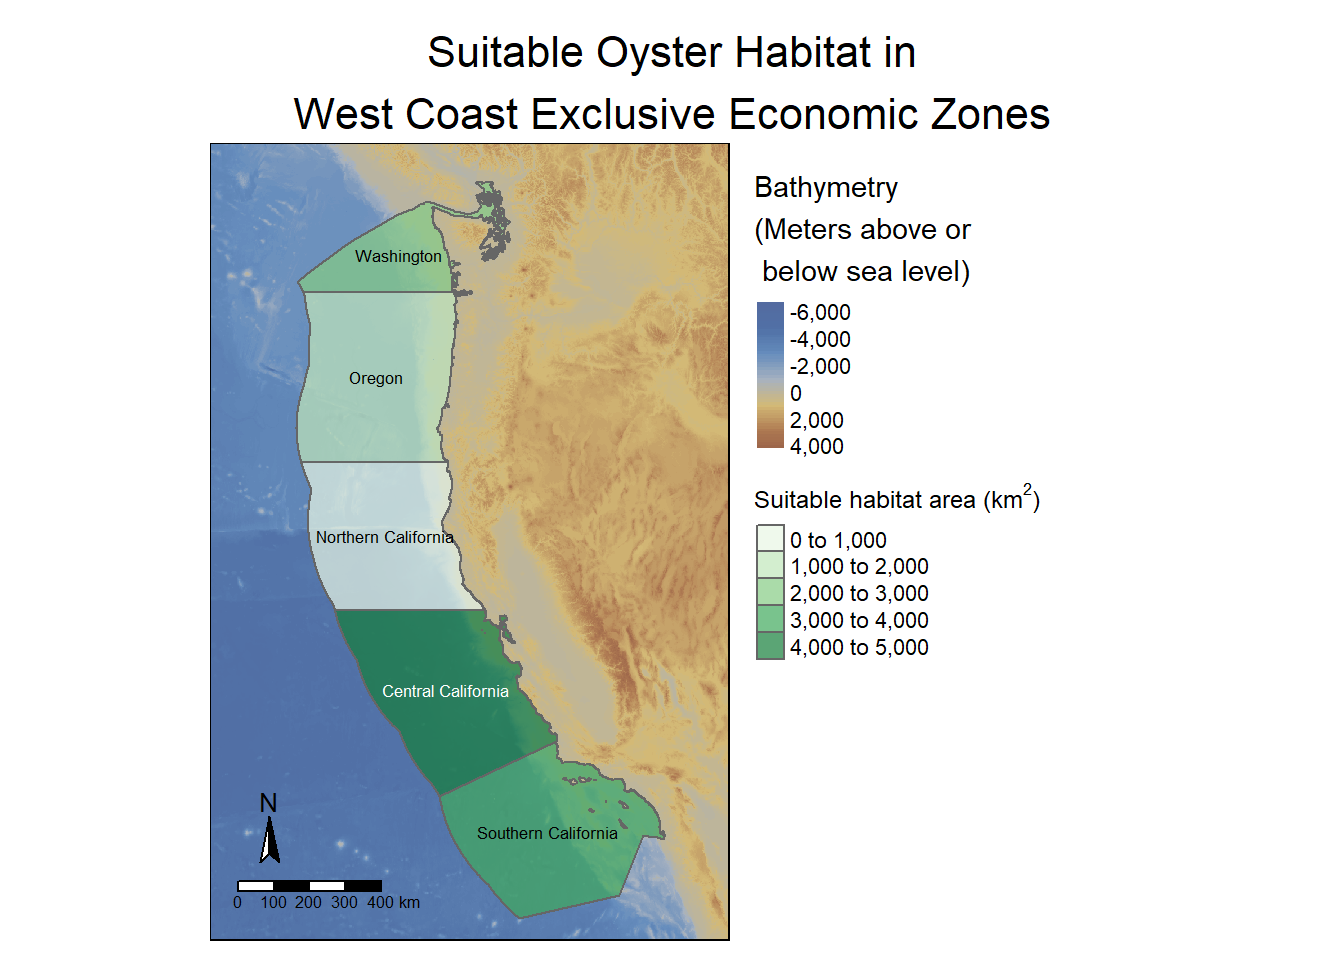 Suitable Oyster Habitat in
West Coast Exclusive Economic Zones
Washington
Oregon
Northern California
Central California
Southern California
N
0 100 200 300 400 km
Bathymetry
(Meters above or
below sea level)
-6,000
-4,000
-2,000
0
2,000
4,000
Suitable habitat area (km²)
0 to 1,000
1,000 to 2,000
2,000 to 3,000
3,000 to 4,000
4,000 to 5,000